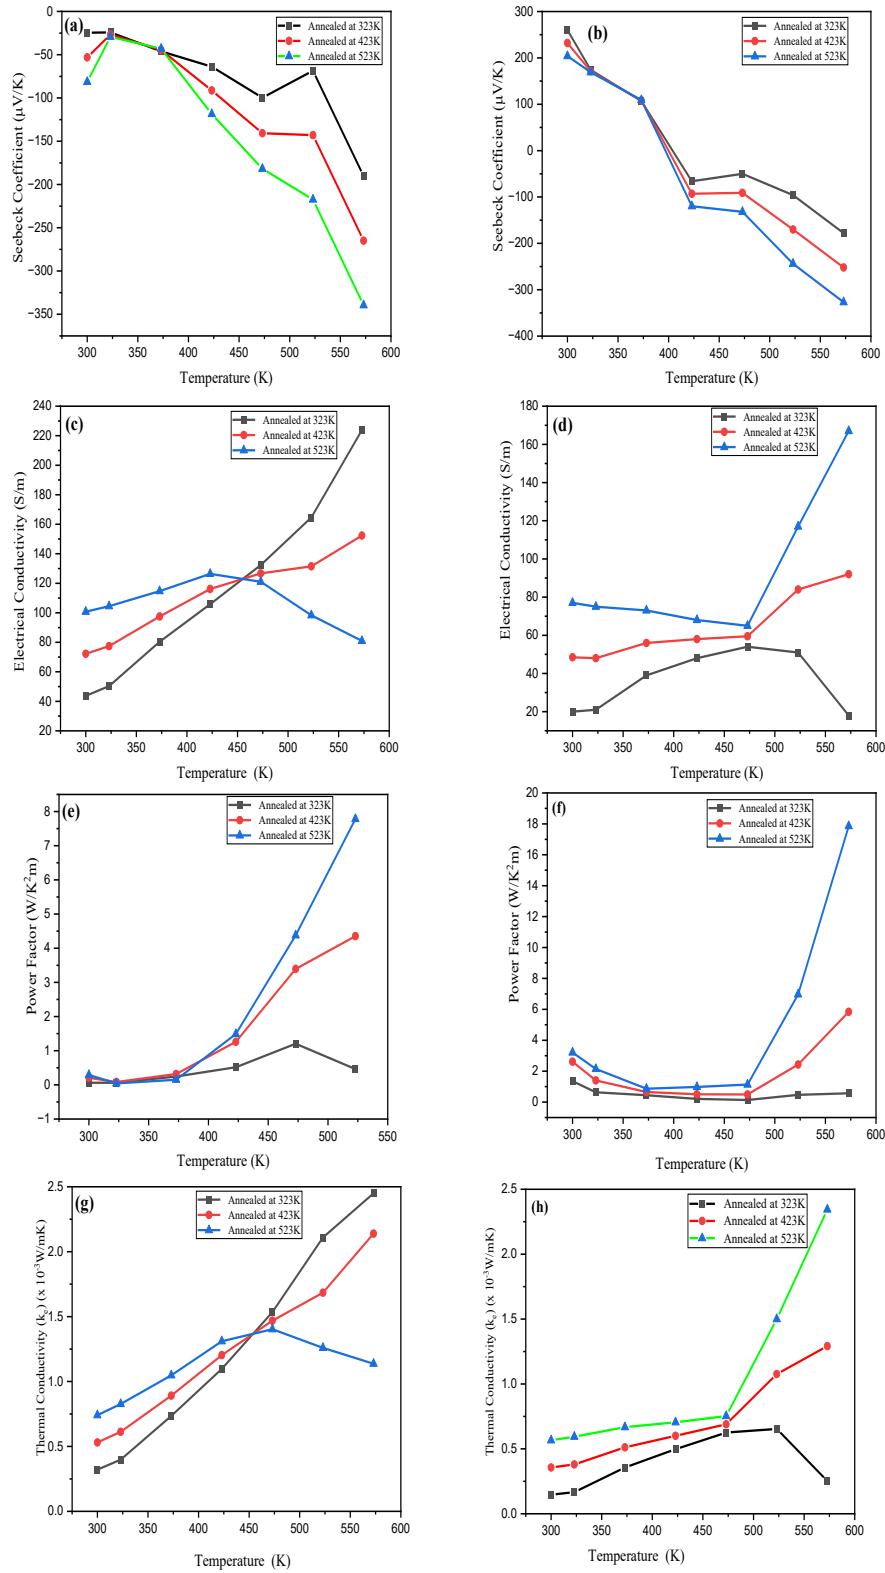 (a)
Annealed at 323K
Annealed at 423K
Annealed at 523K
Seebeck Coefficient (µV/K)
0
−50
−100
−150
−200
−250
−300
−350
300 350 400 450 500 550 600
Temperature (K)
(b)
Annealed at 323K
Annealed at 423K
Annealed at 523K
Seebeck Coefficient (µV/K)
300
200
100
0
−100
−200
−300
−400
250 300 350 400 450 500 550 600
Temperature (K)
(c)
Annealed at 323K
Annealed at 423K
Annealed at 523K
Electrical Conductivity (S/m)
240
220
200
180
160
140
120
100
80
60
40
20
300 350 400 450 500 550 600
Temperature (K)
(d)
Annealed at 323K
Annealed at 423K
Annealed at 523K
Electrical Conductivity (S/m)
180
160
140
120
100
80
60
40
20
250 300 350 400 450 500 550 600
Temperature (K)
(e)
Annealed at 323K
Annealed at 423K
Annealed at 523K
Power Factor (W/K²m)
8
7
6
5
4
3
2
1
0
−1
300 350 400 450 500 550
Temperature (K)
(f)
Annealed at 323K
Annealed at 423K
Annealed at 523K
Power Factor (W/K²m)
20
18
16
14
12
10
8
6
4
2
0
250 300 350 400 450 500 550 600
Temperature (K)
(g)
Annealed at 323K
Annealed at 423K
Annealed at 523K
Thermal Conductivity (kₑ) (x 10⁻³W/mK)
2.5
2.0
1.5
1.0
0.5
0.0
300 350 400 450 500 550 600
Temperature (K)
(h)
Annealed at 323K
Annealed at 423K
Annealed at 523K
Thermal Conductivity (kₑ) (x 10⁻³W/mK)
2.5
2.0
1.5
1.0
0.5
0.0
250 300 350 400 450 500 550 600
Temperature (K)